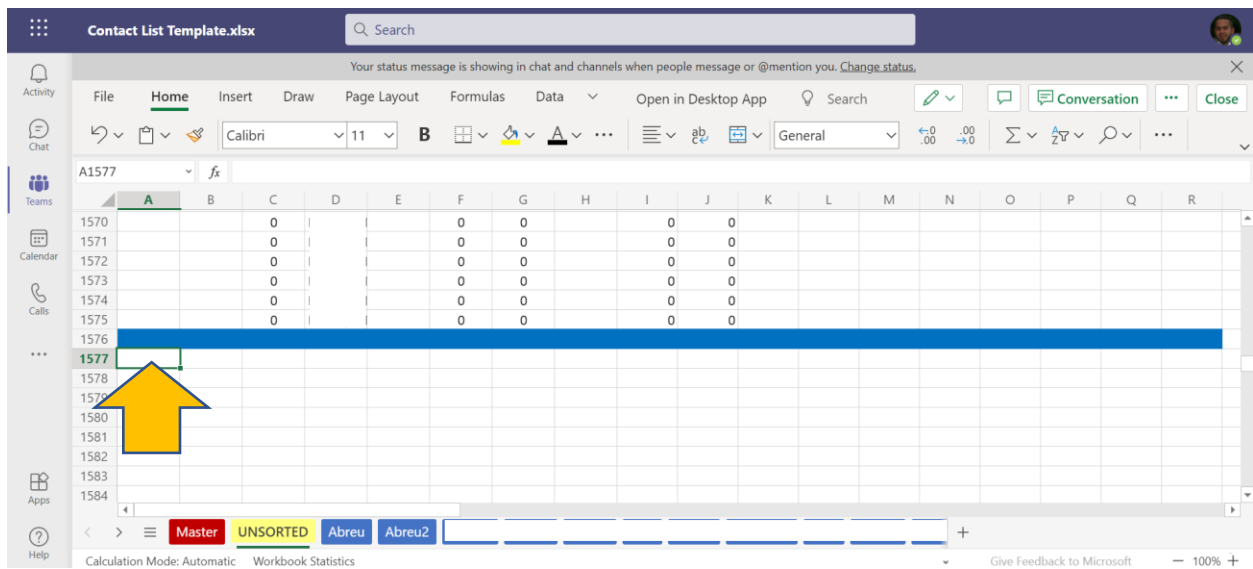 Contact List Template.xlsx Search
Your status message is showing in chat and channels when people message or @mention you. Change status.
Activity
Chat
Teams
Calendar
Calls
Apps
Help
File Home Insert Draw Page Layout Formulas Data Open in Desktop App Search Conversation Close
Calibri 11 B A ab General .00 .00
A1577 fx
A B C D E F G H I J K L M N O P Q R
1570 0 0 0 0 0
1571 0 0 0 0 0
1572 0 0 0 0 0
1573 0 0 0 0 0
1574 0 0 0 0 0
1575 0 0 0 0 0
1576
1577
1578
1579
1580
1581
1582
1583
1584
Master UNSORTED Abreu Abreu2
Calculation Mode: Automatic Workbook Statistics Give Feedback to Microsoft 100%